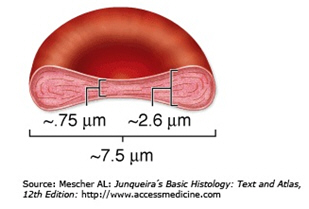 ~.75 µm ~2.6 µm
~7.5 µm
Source: Mescher AL: Junqueira´s Basic Histology: Text and Atlas,
12th Edition: http://www.accessmedicine.com